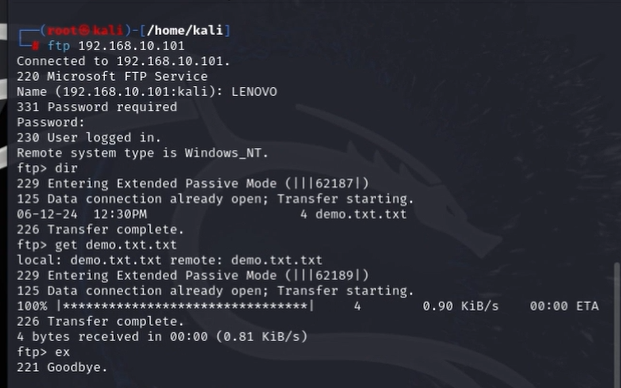 ┌──(root㉿kali)-[/home/kali]
└─# ftp 192.168.10.101
Connected to 192.168.10.101.
220 Microsoft FTP Service
Name (192.168.10.101:kali): LENOVO
331 Password required
Password:
230 User logged in.
Remote system type is Windows_NT.
ftp> dir
229 Entering Extended Passive Mode (|||62187|)
125 Data connection already open; Transfer starting.
06-12-24  12:30PM                    4 demo.txt.txt
226 Transfer complete.
ftp> get demo.txt.txt
local: demo.txt.txt remote: demo.txt.txt
229 Entering Extended Passive Mode (|||62189|)
125 Data connection already open; Transfer starting.
100% |********************************|     4        0.90 KiB/s    00:00 ETA
226 Transfer complete.
4 bytes received in 00:00 (0.81 KiB/s)
ftp> ex
221 Goodbye.